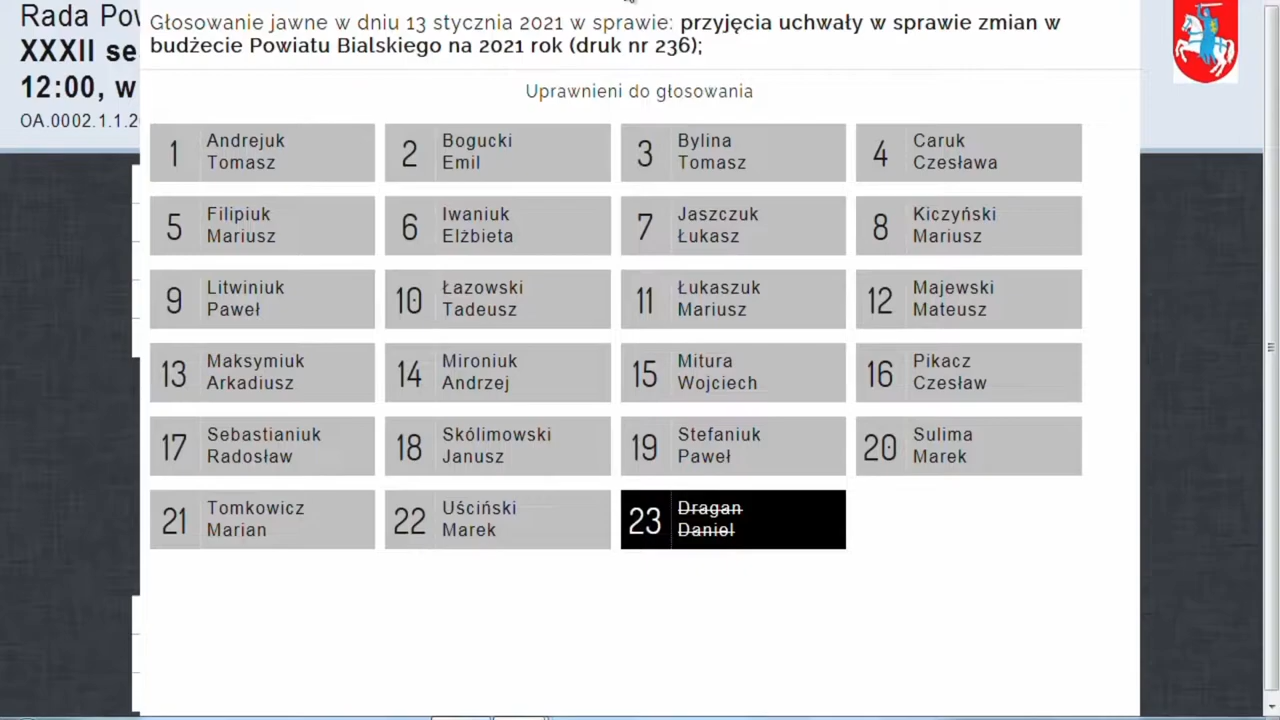 Rada Pow
XXXII se
12:00, w
OA.0002.1.1.2
Głosowanie jawne w dniu 13 stycznia 2021 w sprawie: przyjęcia uchwały w sprawie zmian w
budżecie Powiatu Bialskiego na 2021 rok (druk nr 236);
Uprawnieni do głosowania
1 Andrejuk Tomasz
2 Bogucki Emil
3 Bylina Tomasz
4 Caruk Czesława
5 Filipiuk Mariusz
6 Iwaniuk Elżbieta
7 Jaszczuk Łukasz
8 Kiczyński Mariusz
9 Litwiniuk Paweł
10 Łazowski Tadeusz
11 Łukaszuk Mariusz
12 Majewski Mateusz
13 Maksymiuk Arkadiusz
14 Mironiuk Andrzej
15 Mitura Wojciech
16 Pikacz Czesław
17 Sebastianiuk Radosław
18 Skólimowski Janusz
19 Stefaniuk Paweł
20 Sulima Marek
21 Tomkowicz Marian
22 Uściński Marek
23 Dragan Daniel